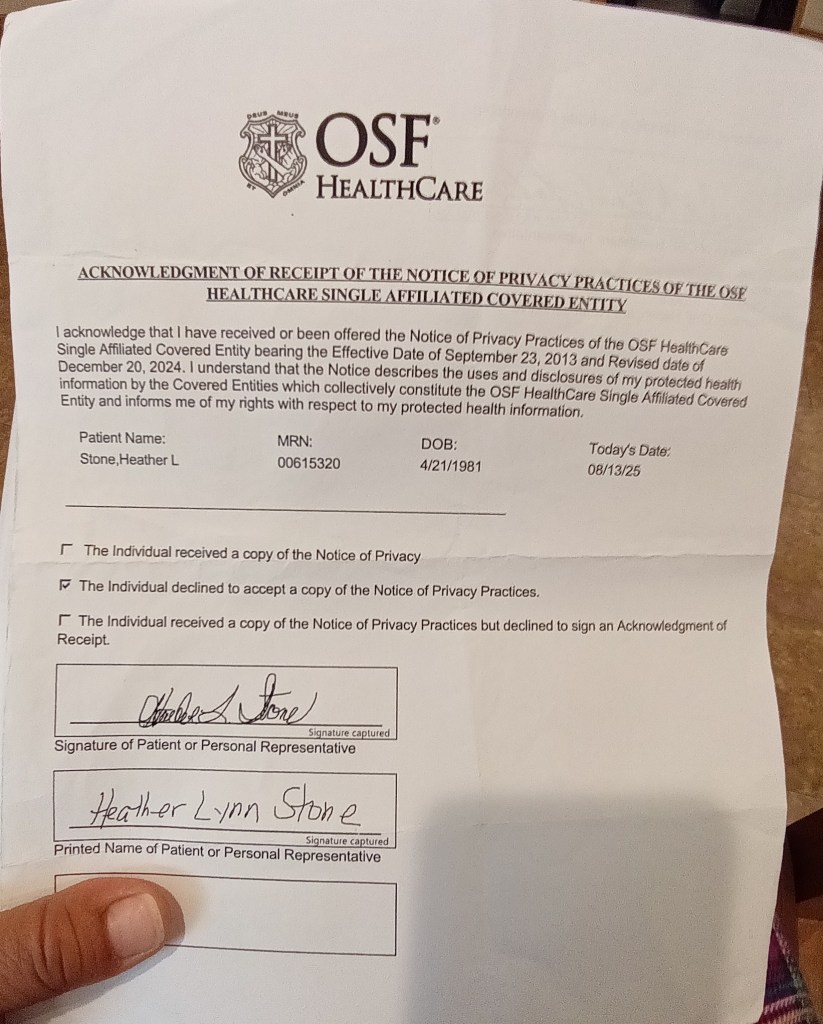 DEUS MEUS
ET OMNIA
OSF®
HEALTHCARE
ACKNOWLEDGMENT OF RECEIPT OF THE NOTICE OF PRIVACY PRACTICES OF THE OSF
HEALTHCARE SINGLE AFFILIATED COVERED ENTITY
I acknowledge that I have received or been offered the Notice of Privacy Practices of the OSF HealthCare
Single Affiliated Covered Entity bearing the Effective Date of September 23, 2013 and Revised date of
December 20, 2024. I understand that the Notice describes the uses and disclosures of my protected health
information by the Covered Entities which collectively constitute the OSF HealthCare Single Affiliated Covered
Entity and informs me of my rights with respect to my protected health information.
Patient Name: MRN: DOB: Today's Date:
Stone,Heather L 00615320 4/21/1981 08/13/25
The Individual received a copy of the Notice of Privacy
The Individual declined to accept a copy of the Notice of Privacy Practices.
The Individual received a copy of the Notice of Privacy Practices but declined to sign an Acknowledgment of
Receipt.
Heather L Stone
Signature captured
Signature of Patient or Personal Representative
Heather Lynn Stone
Signature captured
Printed Name of Patient or Personal Representative